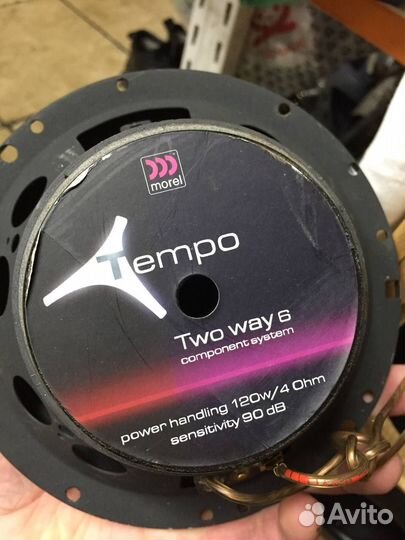 morel
Tempo
Two way 6
component system
power handling 120w/4 Ohm
sensitivity 90 dB
Avito